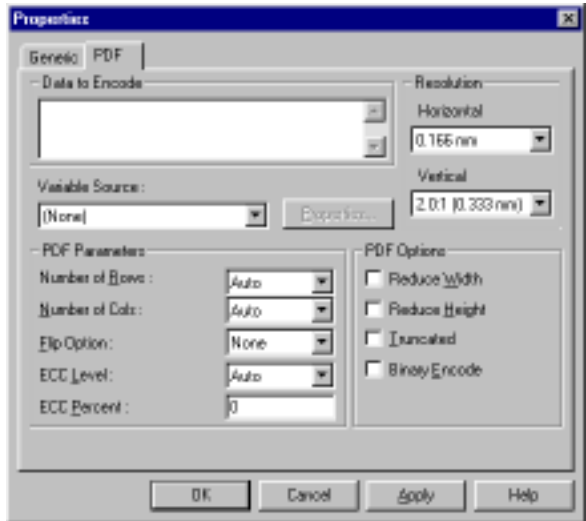 Properties
Generic PDF
Data to Encode
Resolution
Horizontal
0.166 mm
Vertical
2.0:1 (0.333 mm)
Variable Source:
(None)
Properties...
PDF Parameters
Number of Rows: Auto
Number of Cols: Auto
Flip Option: None
ECC Level: Auto
ECC Percent: 0
PDF Options
Reduce Width
Reduce Height
Truncated
Binary Encode
OK Cancel Apply Help